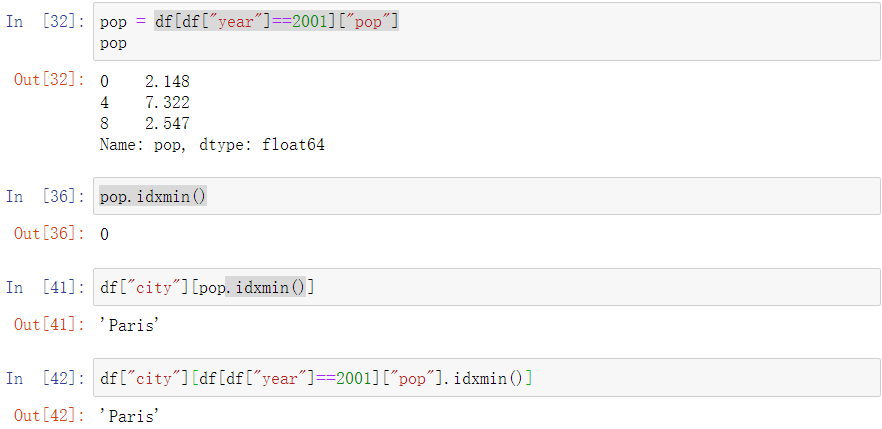 In [32]: pop = df[df["year"]==2001]["pop"]
pop
Out[32]: 0    2.148
4    7.322
8    2.547
Name: pop, dtype: float64
In [36]: pop.idxmin()
Out[36]: 0
In [41]: df["city"][pop.idxmin()]
Out[41]: 'Paris'
In [42]: df["city"][df[df["year"]==2001]["pop"].idxmin()]
Out[42]: 'Paris'